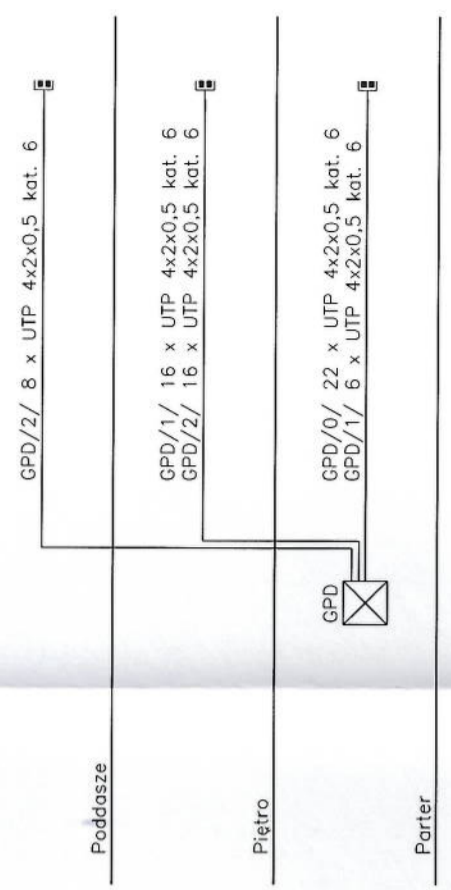 GPD/2/ 8 x UTP 4x2x0,5 kat. 6
Poddasze
GPD/1/ 16 x UTP 4x2x0,5 kat. 6
GPD/2/ 16 x UTP 4x2x0,5 kat. 6
Piętro
GPD/0/ 22 x UTP 4x2x0,5 kat. 6
GPD/1/ 6 x UTP 4x2x0,5 kat. 6
GPD
Parter